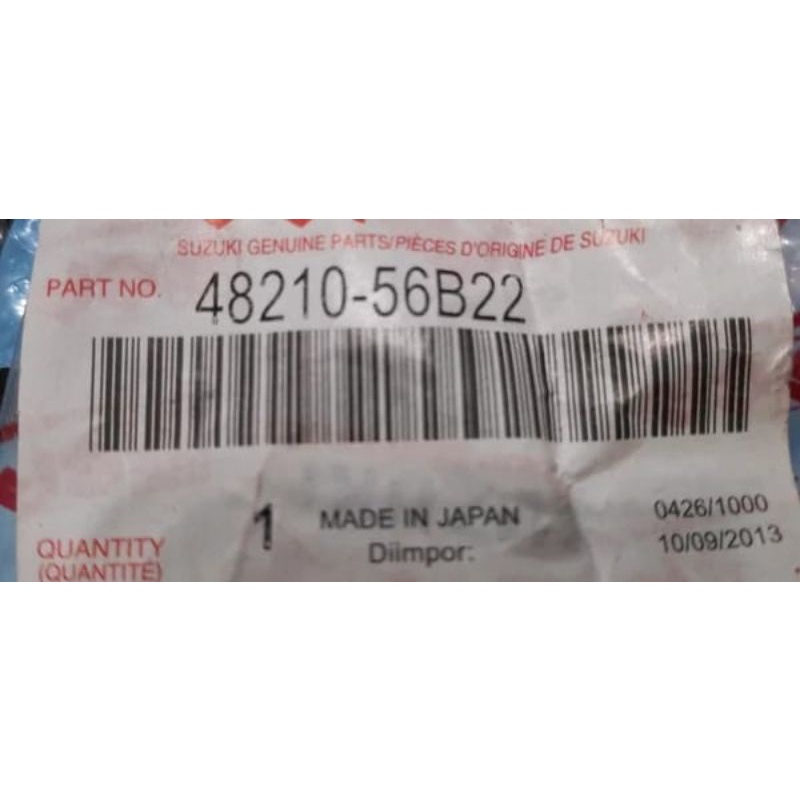 SUZUKI GENUINE PARTS/PIÈCES D'ORIGINE DE SUZUKI
PART NO. 48210-56B22
QUANTITY 1 MADE IN JAPAN 0426/1000
(QUANTITÉ) Diimpor: 10/09/2013